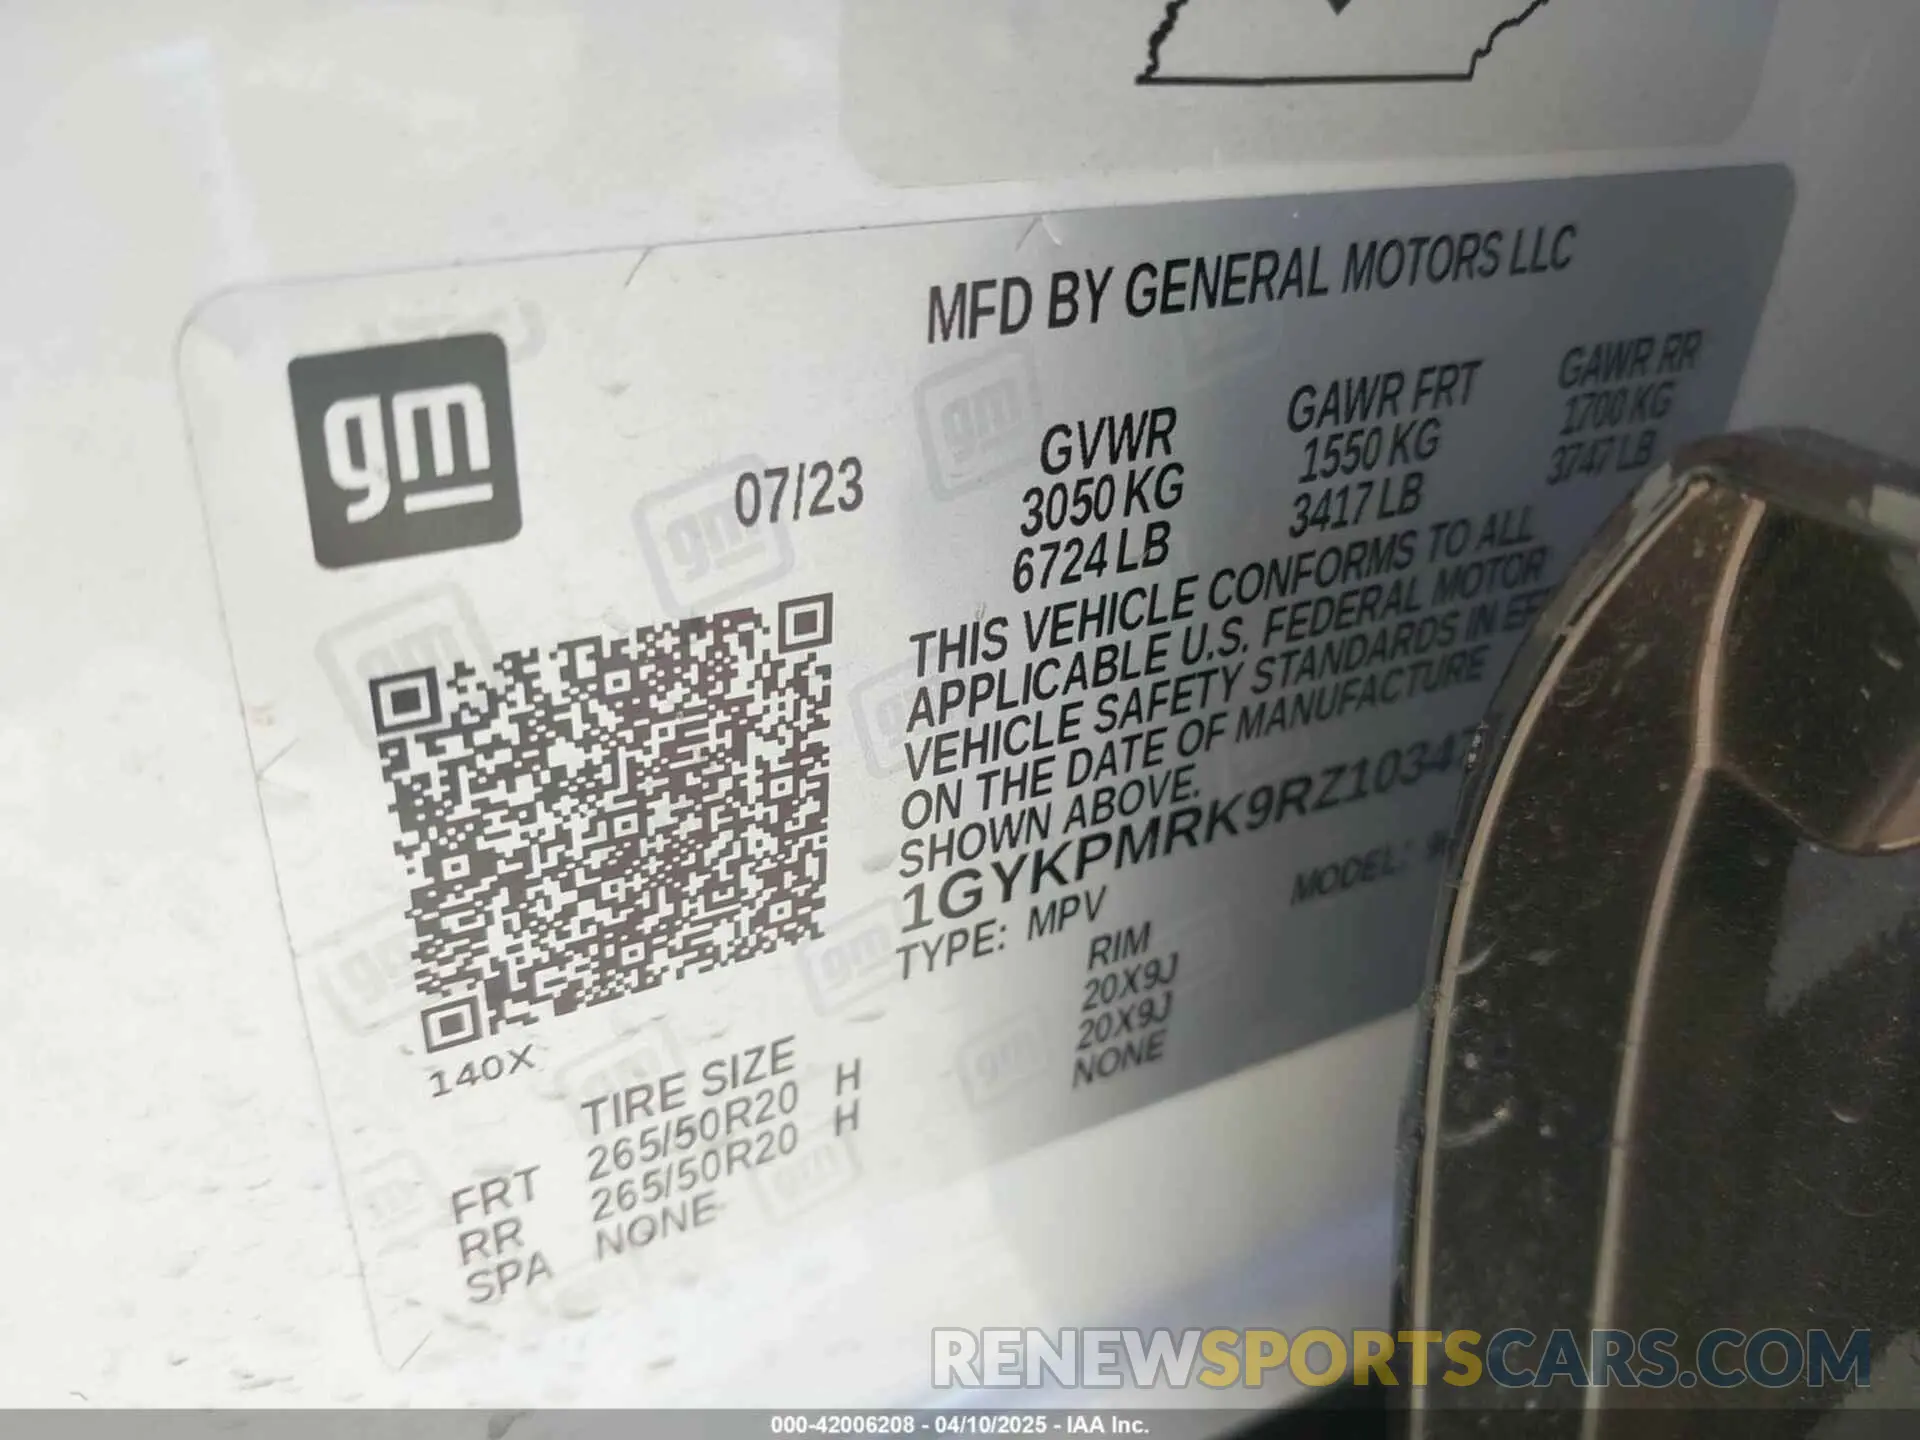 MFD BY GENERAL MOTORS LLC
gm
07/23
GVWR GAWR FRT GAWR RR
3050 KG 1550 KG 1700 KG
6724 LB 3417 LB 3747 LB
THIS VEHICLE CONFORMS TO ALL
APPLICABLE U.S. FEDERAL MOTOR
VEHICLE SAFETY STANDARDS IN
ON THE DATE OF MANUFACTURE
SHOWN ABOVE.
1GYKPMRK9RZ1034
TYPE: MPV MODEL:
140X
TIRE SIZE RIM
FRT 265/50R20 H 20X9J
RR 265/50R20 H 20X9J
SPA NONE NONE
RENEWSPORTSCARS.COM
000-42006208 - 04/10/2025 - IAA Inc.